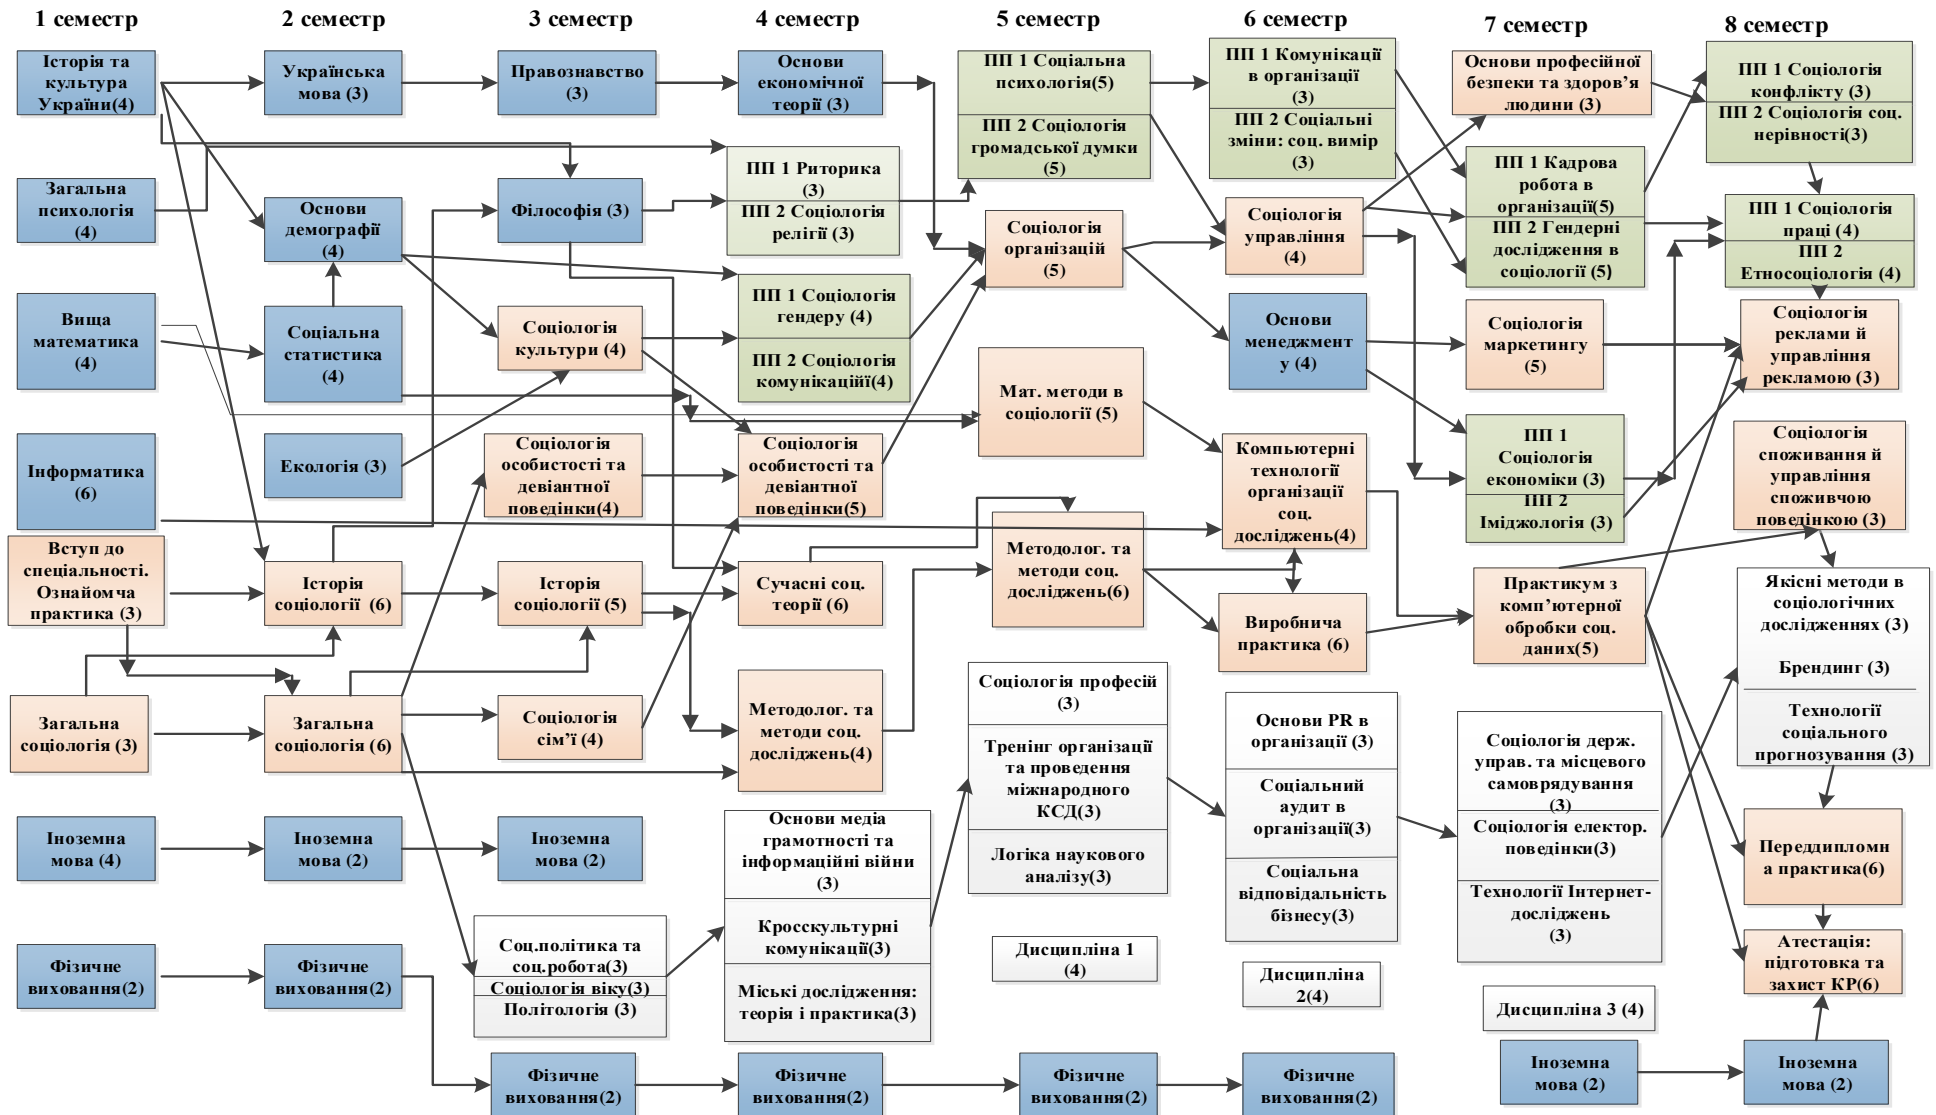 1 семестр
2 семестр
3 семестр
4 семестр
5 семестр
6 семестр
7 семестр
8 семестр
Історія та
культура
України(4)
Загальна
психологія
(4)
Вища
математика
(4)
Інформатика
(6)
Вступ до
спеціальності.
Ознайомча
практика (3)
Загальна
соціологія (3)
Іноземна
мова (4)
Фізичне
виховання(2)
Українська
мова (3)
Основи
демографії
(4)
Соціальна
статистика
(4)
Екологія (3)
Історія
соціології (6)
Загальна
соціологія (6)
Іноземна
мова (2)
Фізичне
виховання(2)
Правознавство
(3)
Філософія (3)
Соціологія
культури (4)
Соціологія
особистості та
девіантної
поведінки(4)
Історія
соціології (5)
Соціологія
сім’ї (4)
Іноземна
мова (2)
Соц.політика та
соц.робота(3)
Соціологія віку(3)
Політологія (3)
Фізичне
виховання(2)
Основи
економічної
теорії (3)
ПП 1 Риторика
(3)
ПП 2 Соціологія
релігії (3)
ПП 1 Соціологія
гендеру (4)
ПП 2 Соціологія
комунікаційї(4)
Соціологія
особистості та
девіантної
поведінки(5)
Сучасні соц.
теорії (6)
Методолог. та
методи соц.
досліджень(4)
Основи медіа
грамотності та
інформаційні війни
(3)
Кросскультурні
комунікації(3)
Міські дослідження:
теорія і практика(3)
Фізичне
виховання(2)
ПП 1 Соціальна
психологія(5)
ПП 2 Соціологія
громадської думки
(5)
Соціологія
організацій
(5)
Мат. методи в
соціології (5)
Методолог. та
методи соц.
досліджень(6)
Соціологія професій
(3)
Тренінг організації
та проведення
міжнародного
КСД(3)
Логіка наукового
аналізу(3)
Дисципліна 1
(4)
Фізичне
виховання(2)
ПП 1 Комунікації
в організації
(3)
ПП 2 Соціальні
зміни: соц. вимір
(3)
Соціологія
управління
(4)
Основи
менеджмент
у (4)
Компьютерні
технології
організації
соц.
досліджень(4)
Виробнича
практика (6)
Основи PR в
організації (3)
Соціальний
аудит в
організації(3)
Соціальна
відповідальність
бізнесу(3)
Дисципліна
2(4)
Фізичне
виховання(2)
Основи професійної
безпеки та здоров’я
людини (3)
ПП 1 Кадрова
робота в
організації(5)
ПП 2 Гендерні
дослідження в
соціології (5)
Соціологія
маркетингу
(5)
ПП 1
Соціологія
економіки (3)
ПП 2
Іміджологія (3)
Практикум з
комп’ютерної
обробки соц.
даних(5)
Соціологія держ.
управ. та місцевого
самоврядування
(3)
Соціологія електор.
поведінки(3)
Технології Інтернет-
досліджень
(3)
Дисципліна 3 (4)
Іноземна
мова (2)
ПП 1 Соціологія
конфлікту (3)
ПП 2 Соціологія соц.
нерівності(3)
ПП 1 Соціологія
праці (4)
ПП 2
Етносоціологія (4)
Соціологія
реклами й
управління
рекламою (3)
Соціологія
споживання й
управління
споживчою
поведінкою (3)
Якісні методи в
соціологічних
дослідженнях (3)
Брендинг (3)
Технології
соціального
прогнозування (3)
Переддипломн
а практика(6)
Атестація:
підготовка та
захист КР(6)
Іноземна
мова (2)